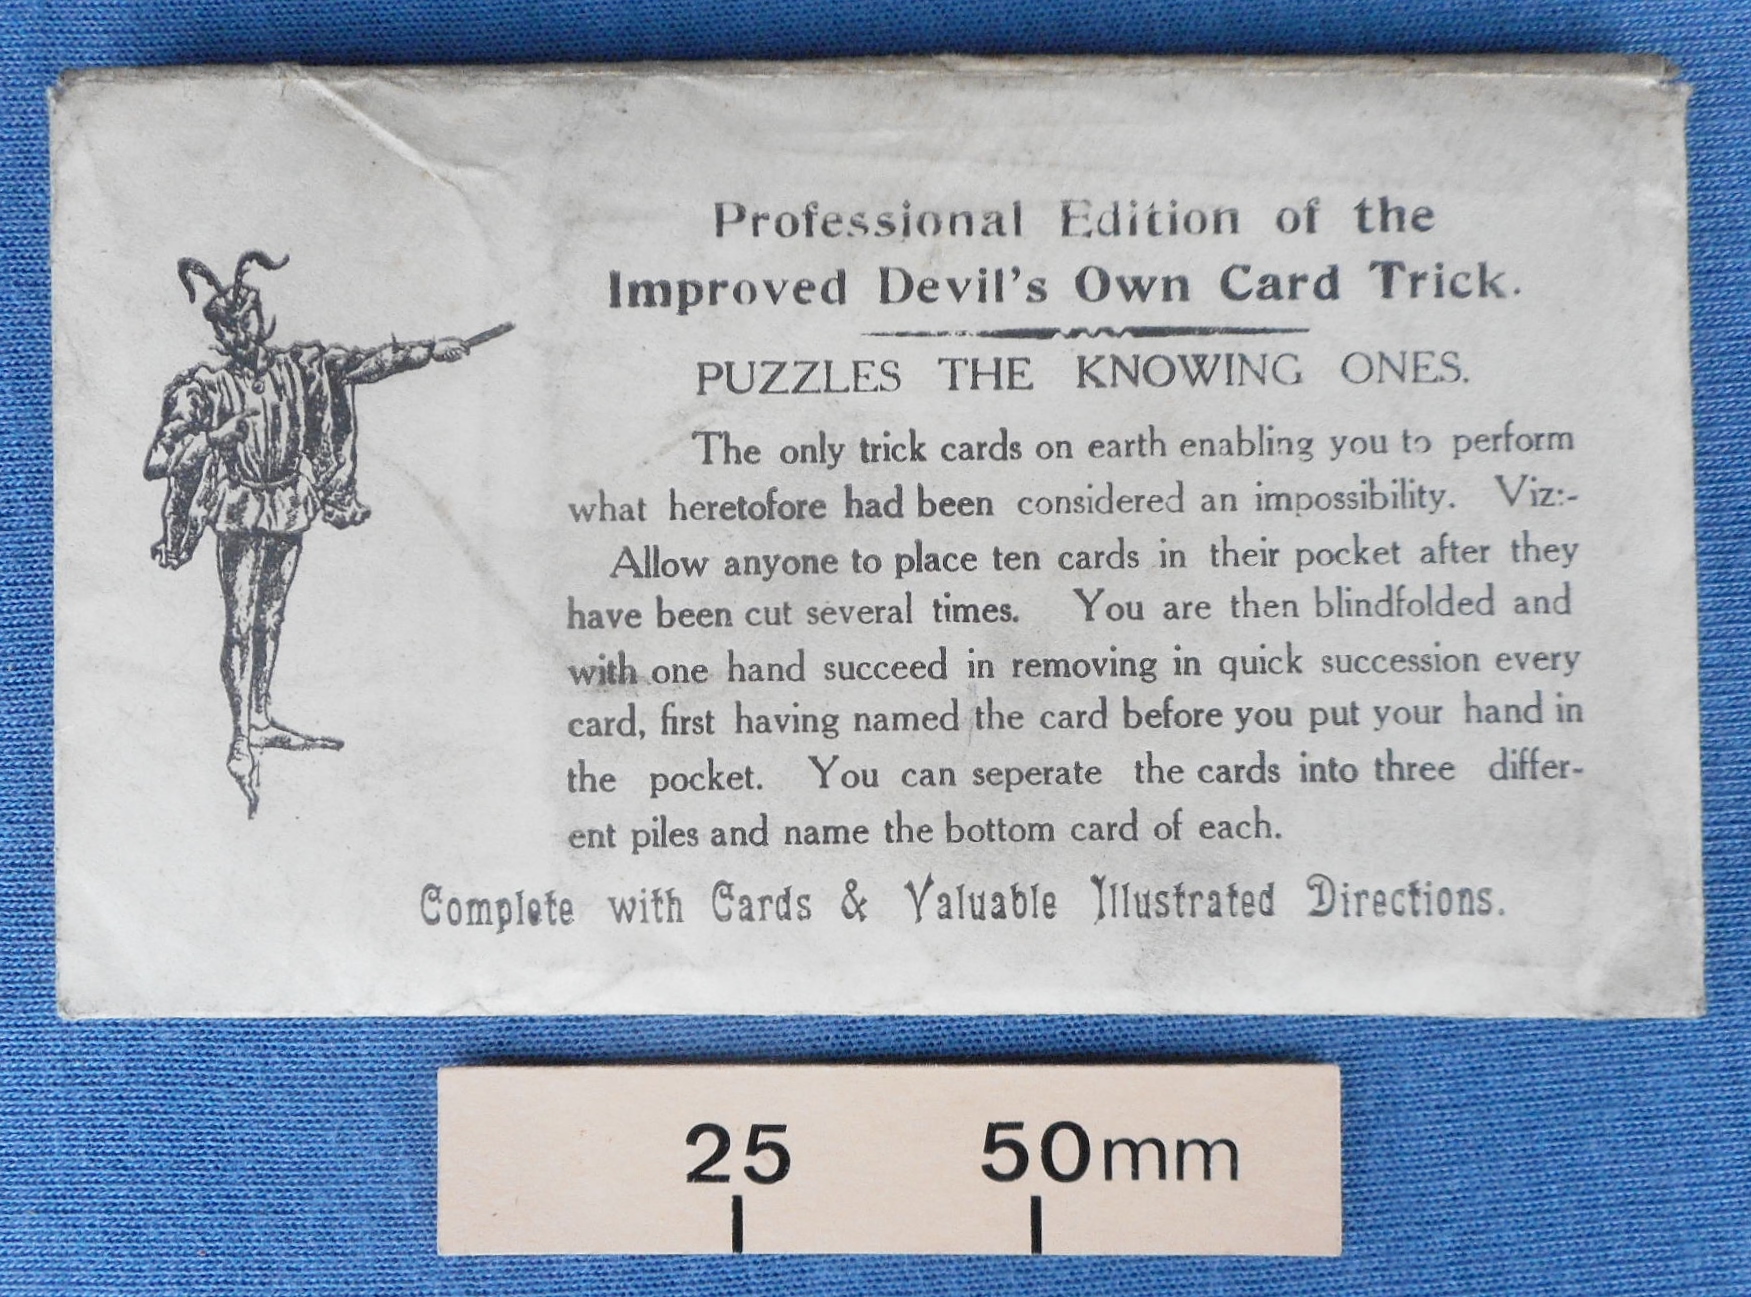 Professional Edition of the
Improved Devil's Own Card Trick.
PUZZLES THE KNOWING ONES.
The only trick cards on earth enabling you to perform
what heretofore had been considered an impossibility. Viz:-
Allow anyone to place ten cards in their pocket after they
have been cut several times. You are then blindfolded and
with one hand succeed in removing in quick succession every
card, first having named the card before you put your hand in
the pocket. You can seperate the cards into three differ-
ent piles and name the bottom card of each.
Complete with Cards & Valuable Illustrated Directions.
25 50mm